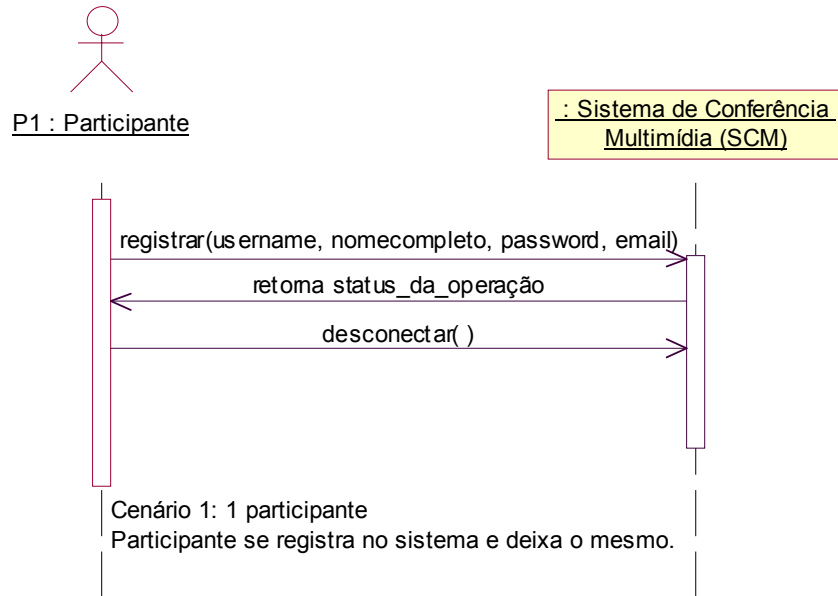 P1 : Participante
: Sistema de Conferência
Multimídia (SCM)
registrar(username, nomecompleto, password, email)
retorna status_da_operação
desconectar( )
Cenário 1: 1 participante
Participante se registra no sistema e deixa o mesmo.